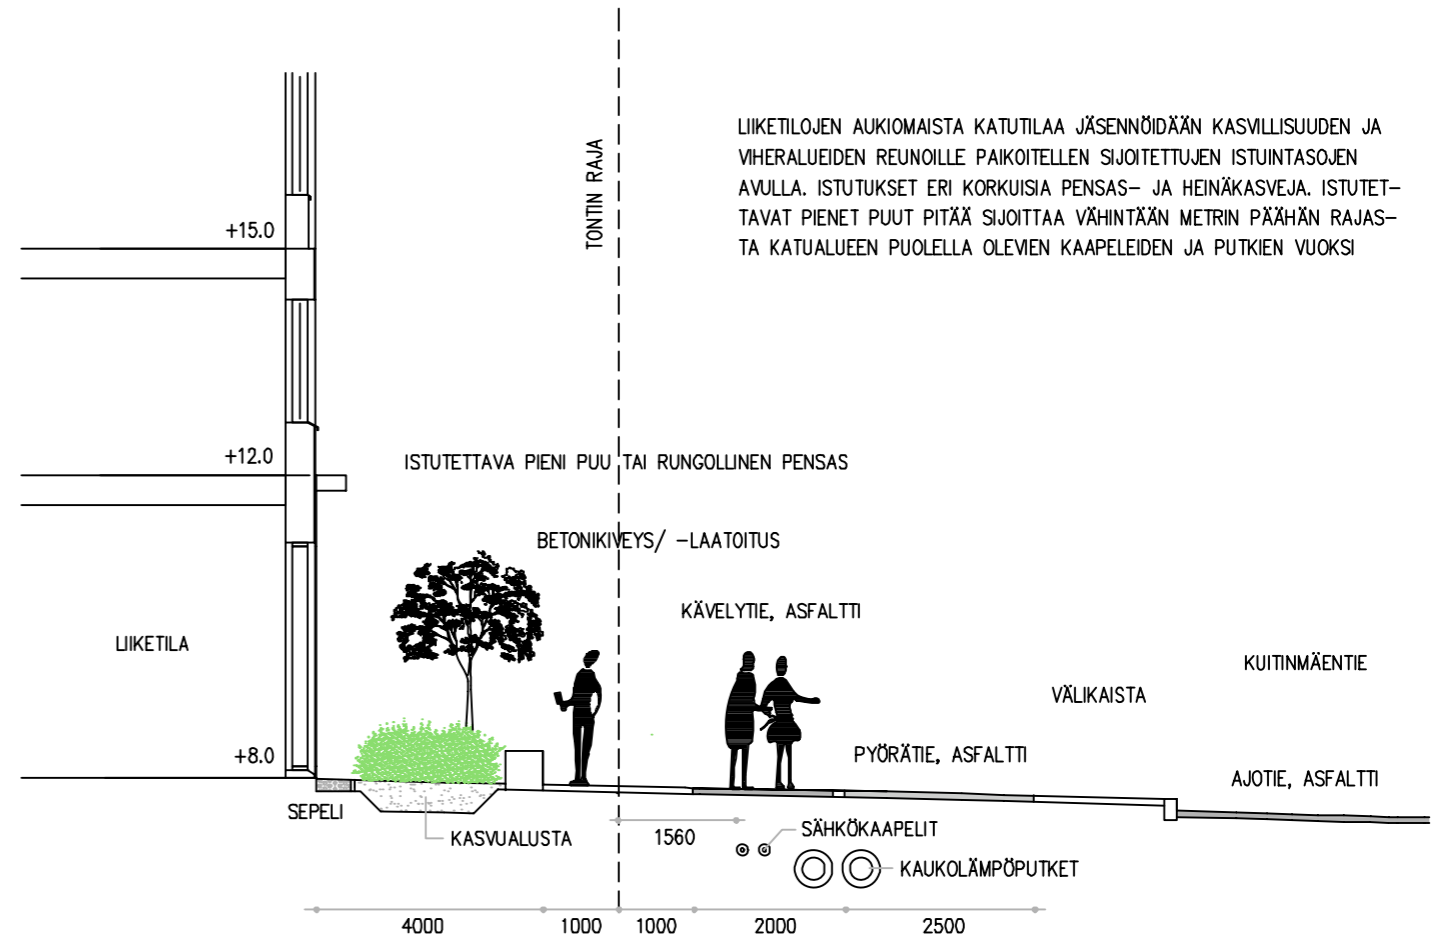 LIIKETILOJEN AUKIOMAISTA KATUTILAA JÄSENNÖIDÄÄN KASVILLISUUDEN JA
VIHERALUEIDEN REUNOILLE PAIKOITELLEN SIJOITETTUJEN ISTUINTASOJEN
AVULLA. ISTUTUKSET ERI KORKUISIA PENSAS- JA HEINÄKASVEJA. ISTUTET-
TAVAT PIENET PUUT PITÄÄ SIJOITTAA VÄHINTÄÄN METRIN PÄÄHÄN RAJAS-
TA KATUALUEEN PUOLELLA OLEVIEN KAAPELEIDEN JA PUTKIEN VUOKSI
TONTIN RAJA
+15.0
+12.0
ISTUTETTAVA PIENI PUU TAI RUNGOLLINEN PENSAS
BETONIKIVEYS/ -LAATOITUS
KÄVELYTIE, ASFALTTI
LIIKETILA
KUITINMÄENTIE
VÄLIKAISTA
+8.0
PYÖRÄTIE, ASFALTTI
AJOTIE, ASFALTTI
SEPELI
KASVUALUSTA
1560
SÄHKÖKAAPELIT
KAUKOLÄMPÖPUTKET
4000
1000
1000
2000
2500